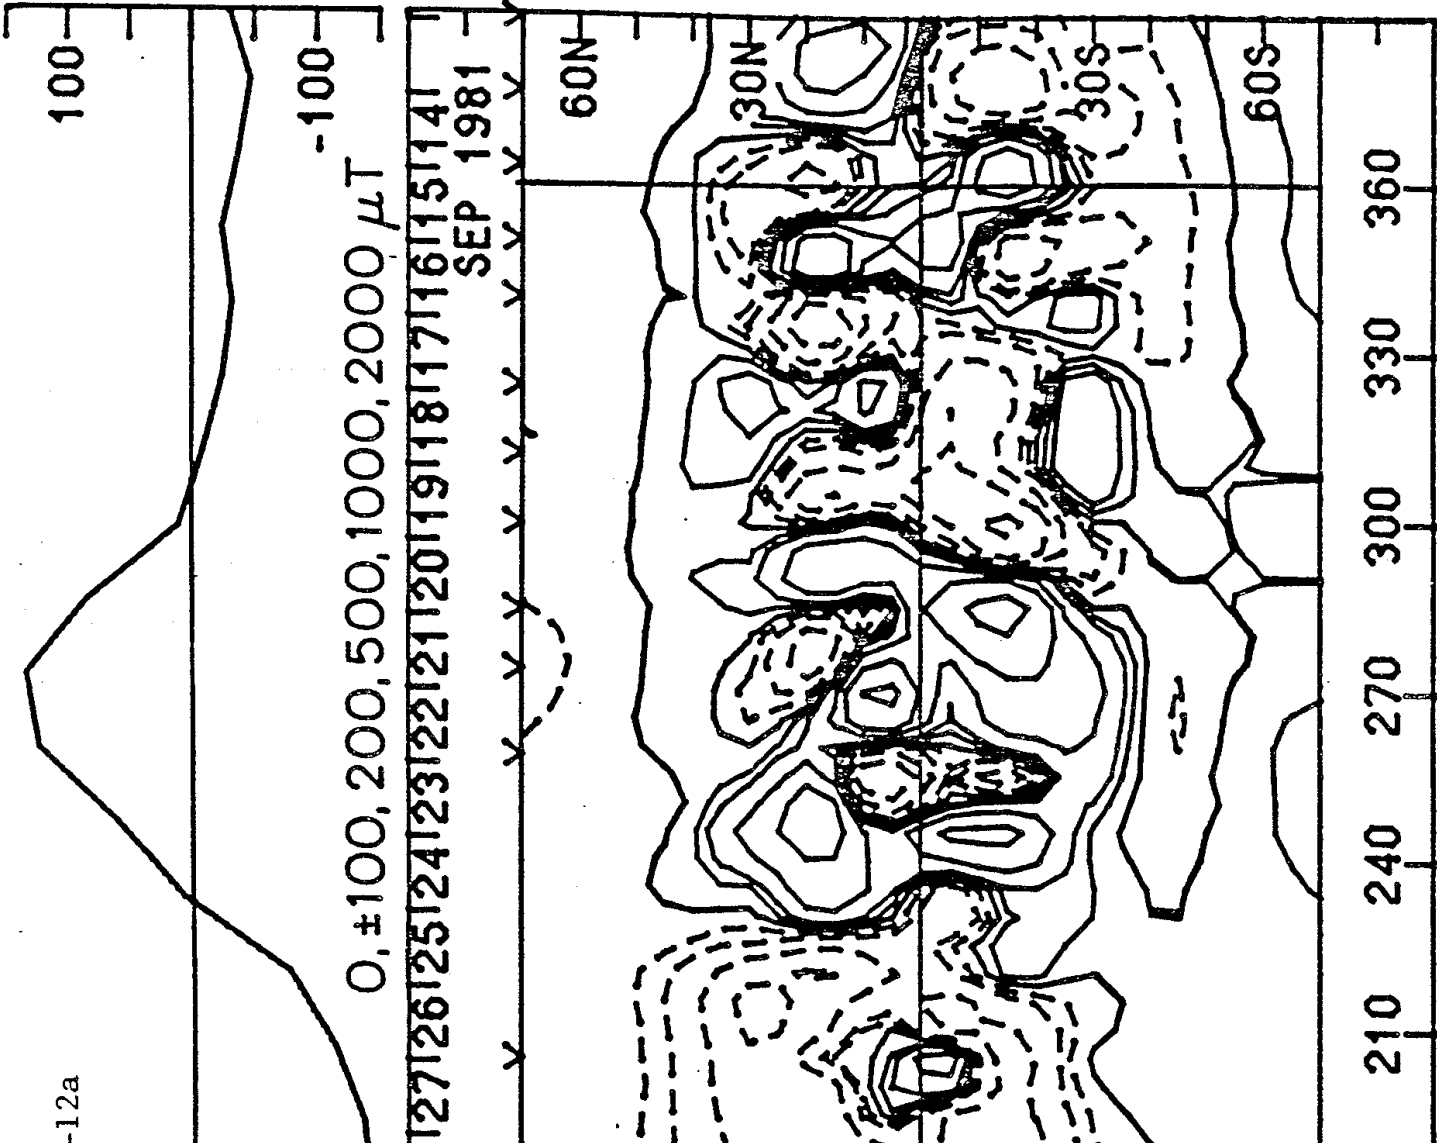 100 -100
0, ±100, 200, 500, 1000, 2000 μT
27 26 25 24 23 22 21 20 19 18 17 16 15 14
SEP 1981
60N 30N 30S 60S
210 240 270 300 330 360
-12a